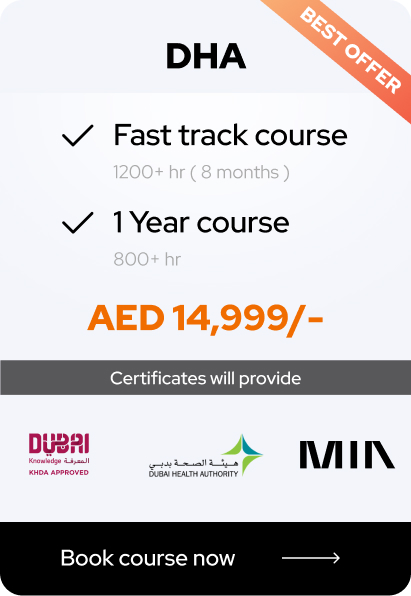 BEST OFFER
DHA
Fast track course
1200+ hr ( 8 months )
1 Year course
800+ hr
AED 14,999/-
Certificates will provide
DUBAI
Knowledge المعرفة
KHDA APPROVED
هيئة الصحة بدبي
DUBAI HEALTH AUTHORITY
MIA
Book course now